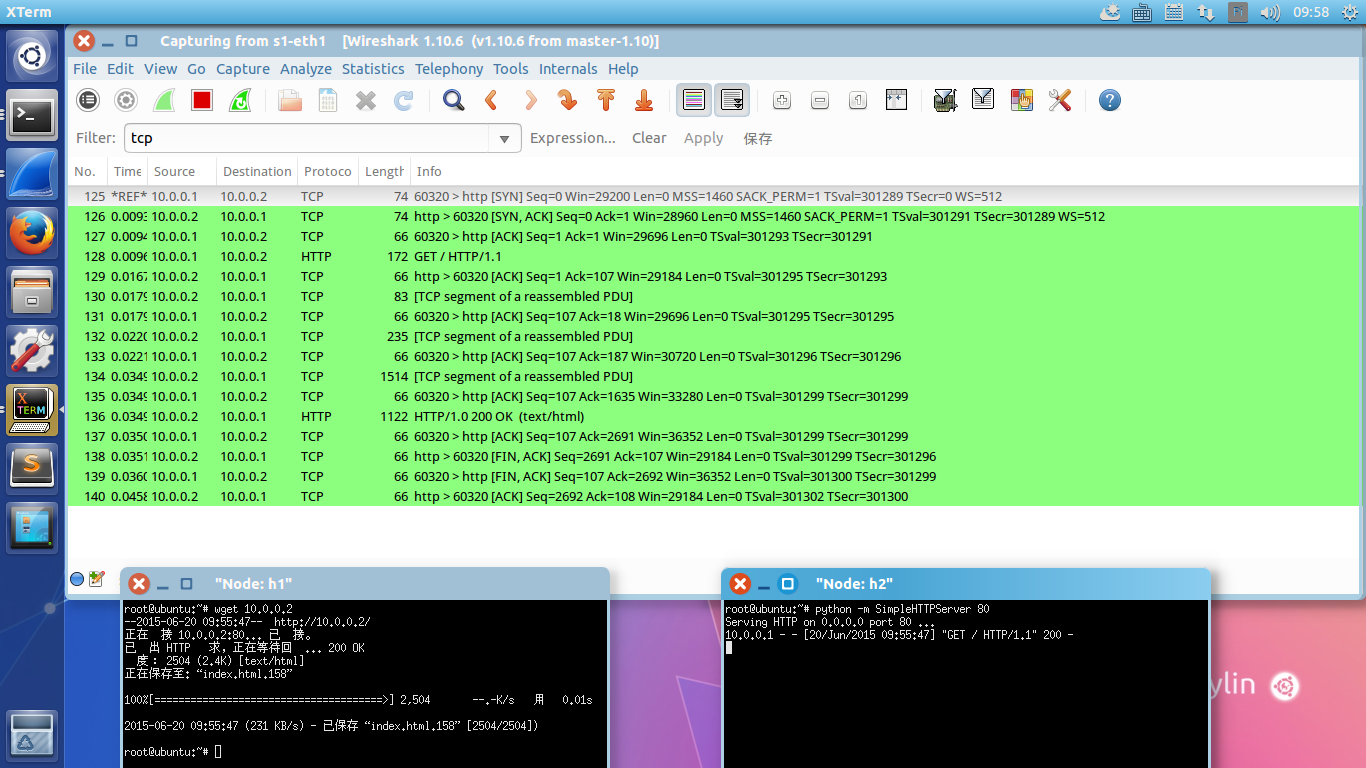 XTerm
Fi
09:58
Capturing from s1-eth1 [Wireshark 1.10.6 (v1.10.6 from master-1.10)]
File Edit View Go Capture Analyze Statistics Telephony Tools Internals Help
Filter: tcp Expression... Clear Apply 保存
No. Time Source Destination Protoco Length Info
125 *REF* 10.0.0.1 10.0.0.2 TCP 74 60320 > http [SYN] Seq=0 Win=29200 Len=0 MSS=1460 SACK_PERM=1 TSval=301289 TSecr=0 WS=512
126 0.0093 10.0.0.2 10.0.0.1 TCP 74 http > 60320 [SYN, ACK] Seq=0 Ack=1 Win=28960 Len=0 MSS=1460 SACK_PERM=1 TSval=301291 TSecr=301289 WS=512
127 0.0094 10.0.0.1 10.0.0.2 TCP 66 60320 > http [ACK] Seq=1 Ack=1 Win=29696 Len=0 TSval=301293 TSecr=301291
128 0.0096 10.0.0.1 10.0.0.2 HTTP 172 GET / HTTP/1.1
129 0.0167 10.0.0.2 10.0.0.1 TCP 66 http > 60320 [ACK] Seq=1 Ack=107 Win=29184 Len=0 TSval=301295 TSecr=301293
130 0.0179 10.0.0.2 10.0.0.1 TCP 83 [TCP segment of a reassembled PDU]
131 0.0179 10.0.0.1 10.0.0.2 TCP 66 60320 > http [ACK] Seq=107 Ack=18 Win=29696 Len=0 TSval=301295 TSecr=301295
132 0.0220 10.0.0.2 10.0.0.1 TCP 235 [TCP segment of a reassembled PDU]
133 0.0221 10.0.0.1 10.0.0.2 TCP 66 60320 > http [ACK] Seq=107 Ack=187 Win=30720 Len=0 TSval=301296 TSecr=301296
134 0.0349 10.0.0.2 10.0.0.1 TCP 1514 [TCP segment of a reassembled PDU]
135 0.0349 10.0.0.1 10.0.0.2 TCP 66 60320 > http [ACK] Seq=107 Ack=1635 Win=33280 Len=0 TSval=301299 TSecr=301299
136 0.0349 10.0.0.2 10.0.0.1 HTTP 1122 HTTP/1.0 200 OK (text/html)
137 0.0350 10.0.0.1 10.0.0.2 TCP 66 60320 > http [ACK] Seq=107 Ack=2691 Win=36352 Len=0 TSval=301299 TSecr=301299
138 0.0351 10.0.0.2 10.0.0.1 TCP 66 http > 60320 [FIN, ACK] Seq=2691 Ack=107 Win=29184 Len=0 TSval=301299 TSecr=301296
139 0.0360 10.0.0.1 10.0.0.2 TCP 66 60320 > http [FIN, ACK] Seq=107 Ack=2692 Win=36352 Len=0 TSval=301300 TSecr=301299
140 0.0458 10.0.0.2 10.0.0.1 TCP 66 http > 60320 [ACK] Seq=2692 Ack=108 Win=29184 Len=0 TSval=301302 TSecr=301300
X
TERM
S
"Node: h1"
root@ubuntu:~# wget 10.0.0.2
--2015-06-20 09:55:47-- http://10.0.0.2/
正在 接 10.0.0.2:80... 已 接。
已 出 HTTP 求，正在等待回 ... 200 OK
度： 2504 (2.4K) [text/html]
正在保存至: “index.html.158”
100%[======================================>] 2,504 --.-K/s 用 0.01s
2015-06-20 09:55:47 (231 KB/s) - 已保存 “index.html.158” [2504/2504])
root@ubuntu:~#
"Node: h2"
root@ubuntu:~# python -m SimpleHTTPServer 80
Serving HTTP on 0.0.0.0 port 80 ...
10.0.0.1 - - [20/Jun/2015 09:55:47] "GET / HTTP/1.1" 200 -
ylin